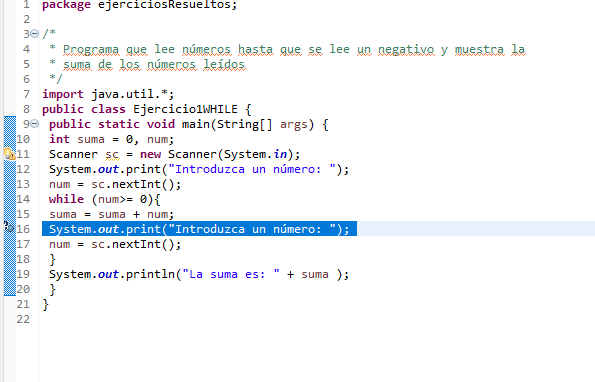 1 package ejerciciosResueltos;
2
3 /*
4  * Programa que lee números hasta que se lee un negativo y muestra la
5  * suma de los números leídos
6  */
7 import java.util.*;
8 public class Ejercicio1WHILE {
9  public static void main(String[] args) {
10  int suma = 0, num;
11  Scanner sc = new Scanner(System.in);
12  System.out.print("Introduzca un número: ");
13  num = sc.nextInt();
14  while (num>= 0){
15  suma = suma + num;
16  System.out.print("Introduzca un número: ");
17  num = sc.nextInt();
18  }
19  System.out.println("La suma es: " + suma );
20  }
21 }
22